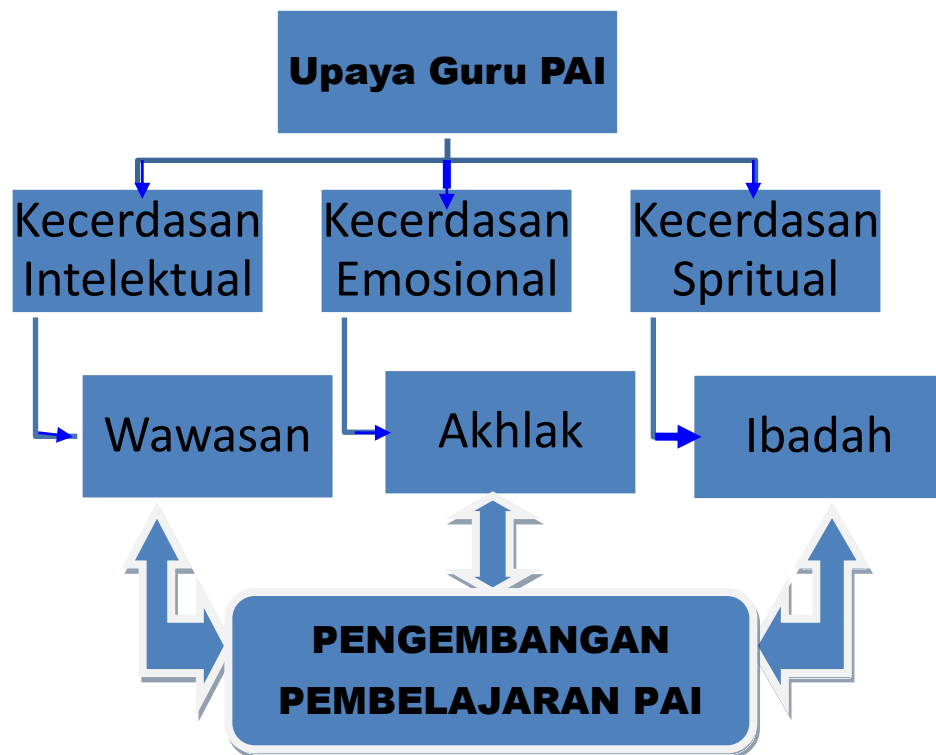 Upaya Guru PAI
Kecerdasan
Intelektual
Kecerdasan
Emosional
Kecerdasan
Spritual
Wawasan
Akhlak
Ibadah
PENGEMBANGAN
PEMBELAJARAN PAI